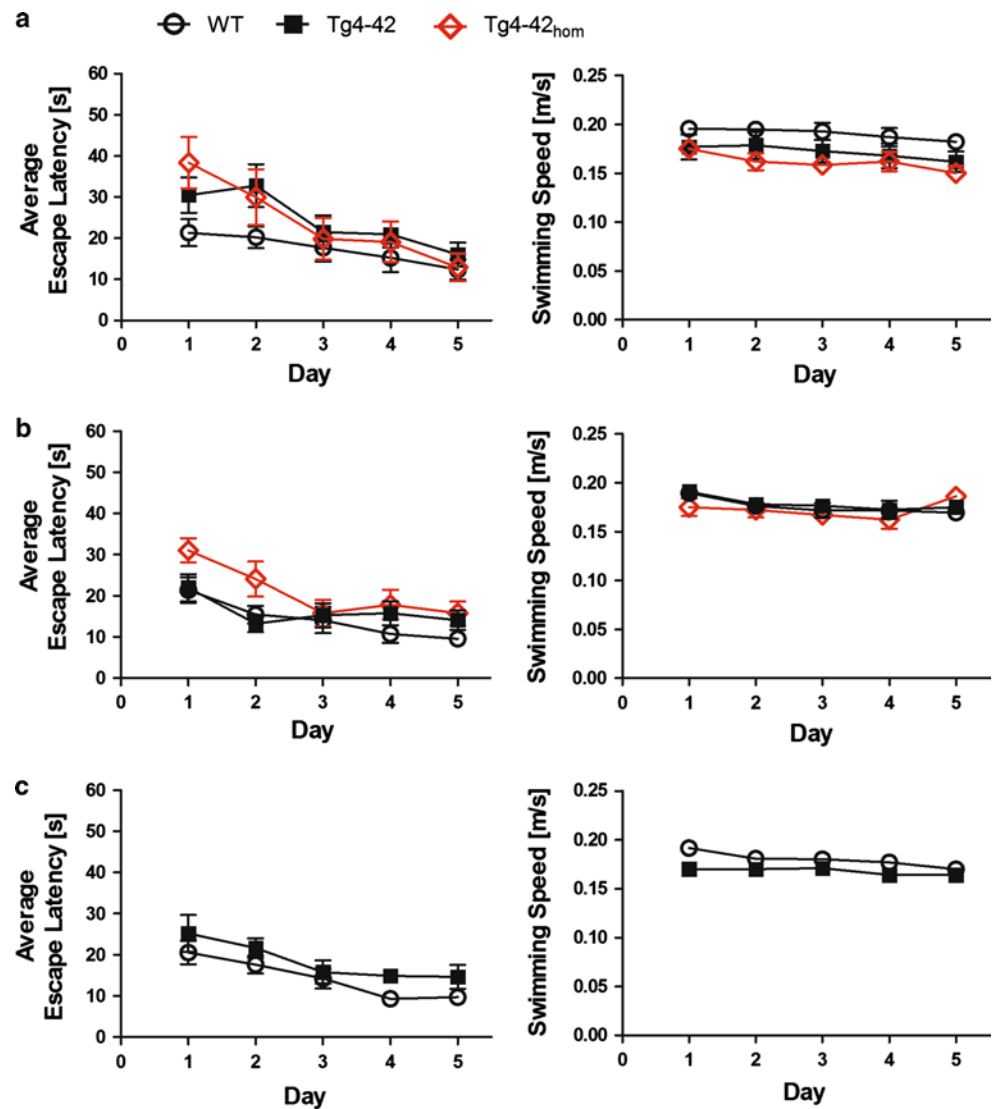 a
WT Tg4-42 Tg4-42hom
60
50
40
30
20
10
0
Average
Escape Latency [s]
0 1 2 3 4 5
Day
0.25
0.20
0.15
0.10
0.05
0.00
Swimming Speed [m/s]
0 1 2 3 4 5
Day
b
60
50
40
30
20
10
0
Average
Escape Latency [s]
0 1 2 3 4 5
Day
0.25
0.20
0.15
0.10
0.05
0.00
Swimming Speed [m/s]
0 1 2 3 4 5
Day
c
60
50
40
30
20
10
0
Average
Escape Latency [s]
0 1 2 3 4 5
Day
0.25
0.20
0.15
0.10
0.05
0.00
Swimming Speed [m/s]
0 1 2 3 4 5
Day